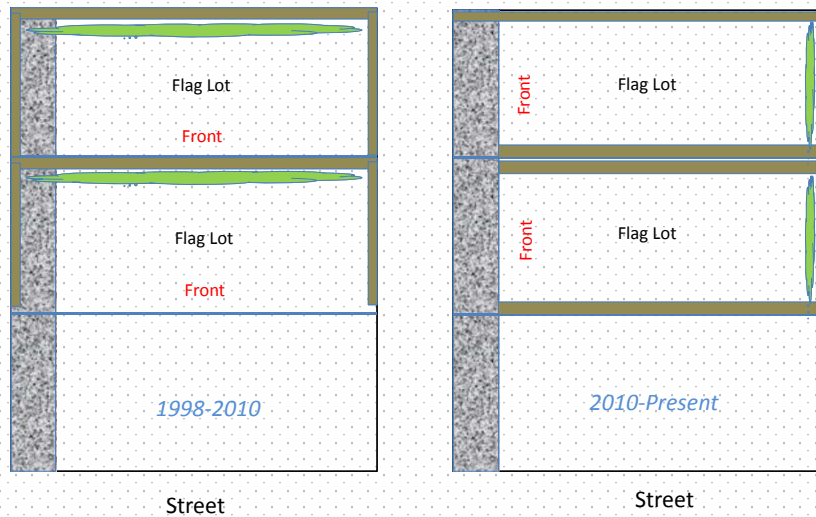 Flag Lot
Front
Flag Lot
Front
1998-2010
Street
Front
Flag Lot
Front
Flag Lot
2010-Present
Street